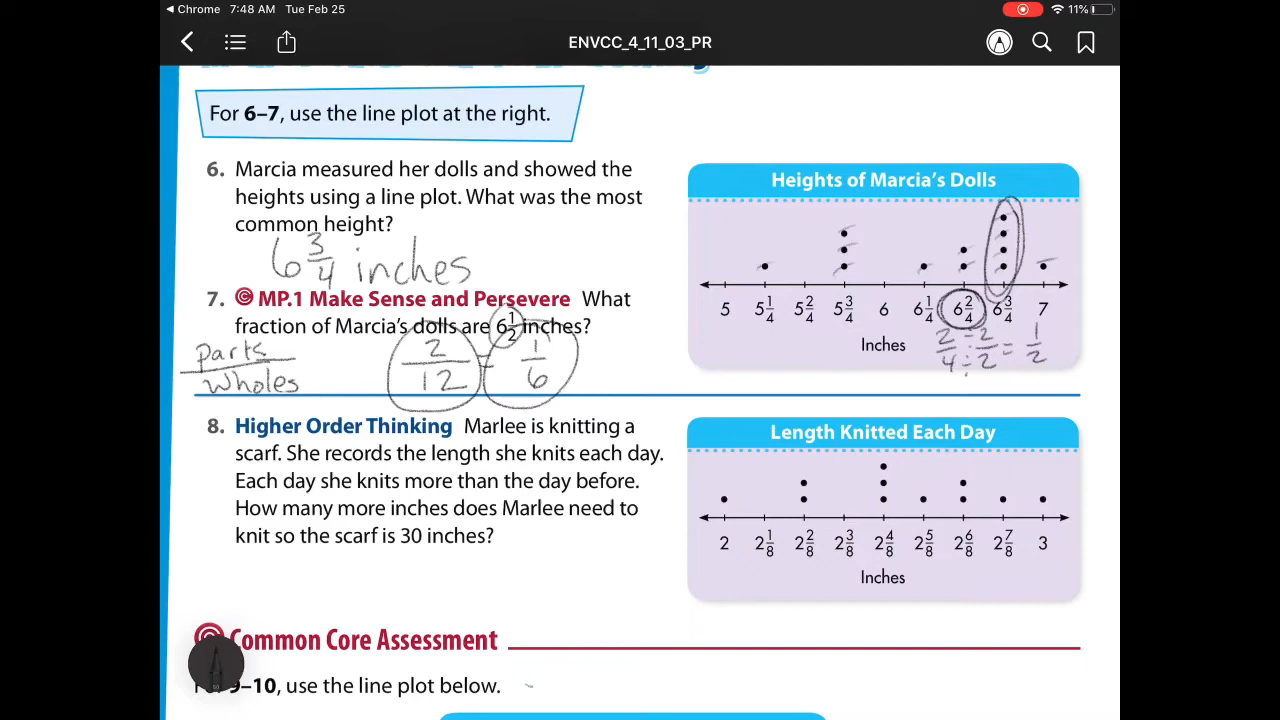 Chrome 7:48 AM Tue Feb 25 11%
ENVCC_4_11_03_PR
For 6–7, use the line plot at the right.
6. Marcia measured her dolls and showed the
heights using a line plot. What was the most
common height?
6 3/4 inches
7. MP.1 Make Sense and Persevere What
fraction of Marcia's dolls are 6 1/2 inches?
parts/wholes 2/12 = 1/6
Heights of Marcia's Dolls
5 5 1/4 5 2/4 5 3/4 6 6 1/4 6 2/4 6 3/4 7
Inches
2/4 ÷ 2/2 = 1/2
8. Higher Order Thinking Marlee is knitting a
scarf. She records the length she knits each day.
Each day she knits more than the day before.
How many more inches does Marlee need to
knit so the scarf is 30 inches?
Length Knitted Each Day
2 2 1/8 2 2/8 2 3/8 2 4/8 2 5/8 2 6/8 2 7/8 3
Inches
Common Core Assessment
9–10, use the line plot below.